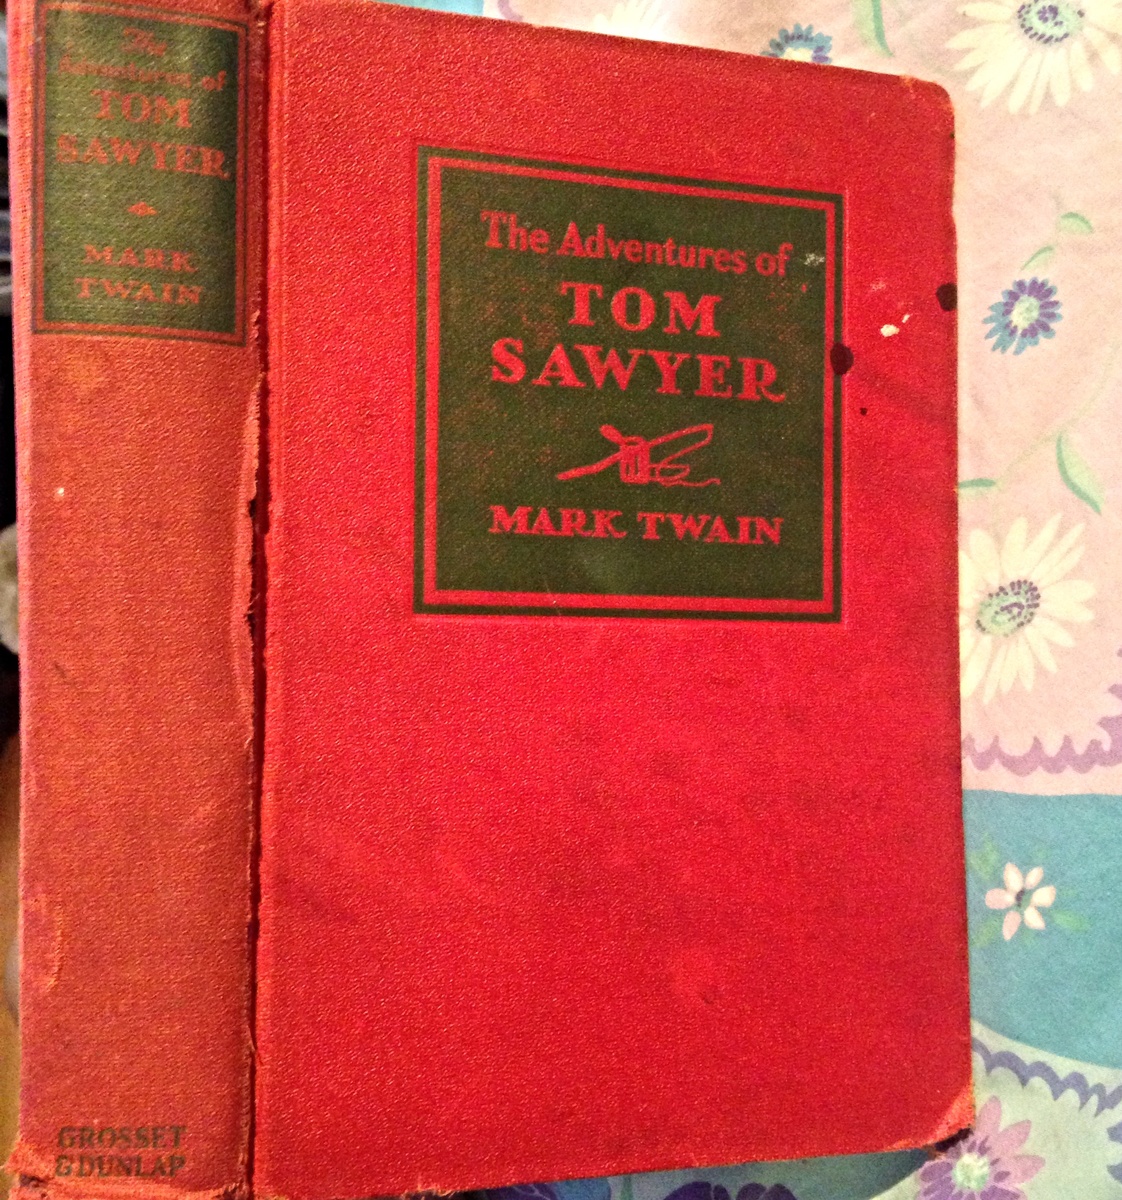 The
Adventures of
TOM
SAWYER
MARK
TWAIN
GROSSET
& DUNLAP
The Adventures of
TOM
SAWYER
MARK TWAIN